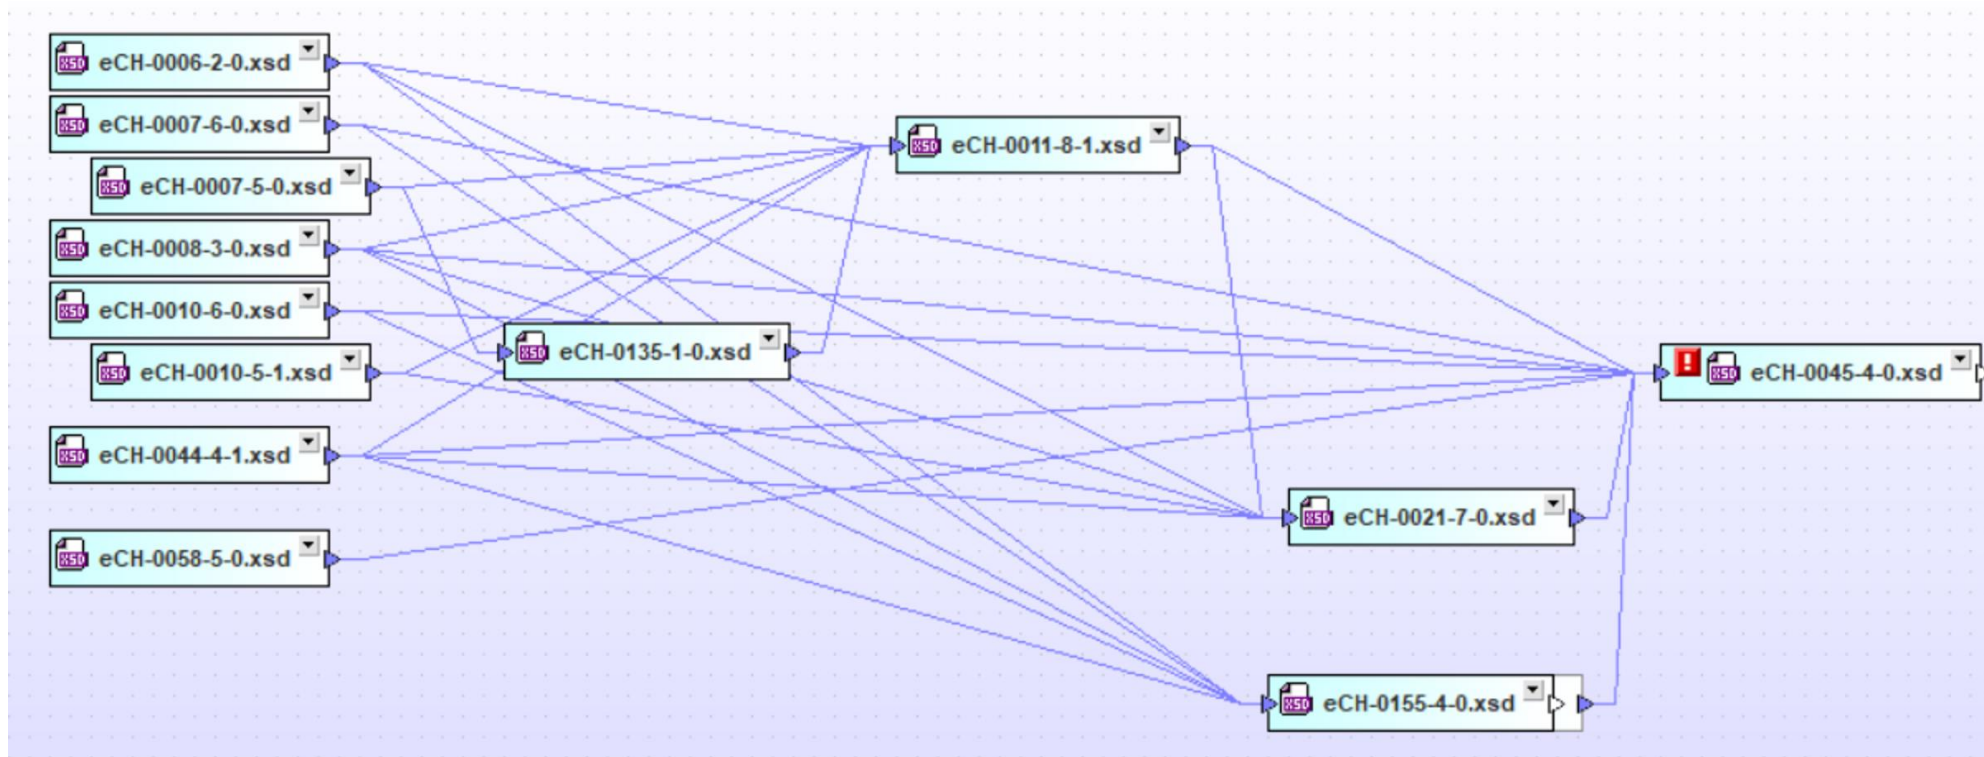 eCH-0006-2-0.xsd
eCH-0007-6-0.xsd
eCH-0007-5-0.xsd
eCH-0008-3-0.xsd
eCH-0010-6-0.xsd
eCH-0010-5-1.xsd
eCH-0044-4-1.xsd
eCH-0058-5-0.xsd
eCH-0135-1-0.xsd
eCH-0011-8-1.xsd
eCH-0021-7-0.xsd
eCH-0155-4-0.xsd
eCH-0045-4-0.xsd